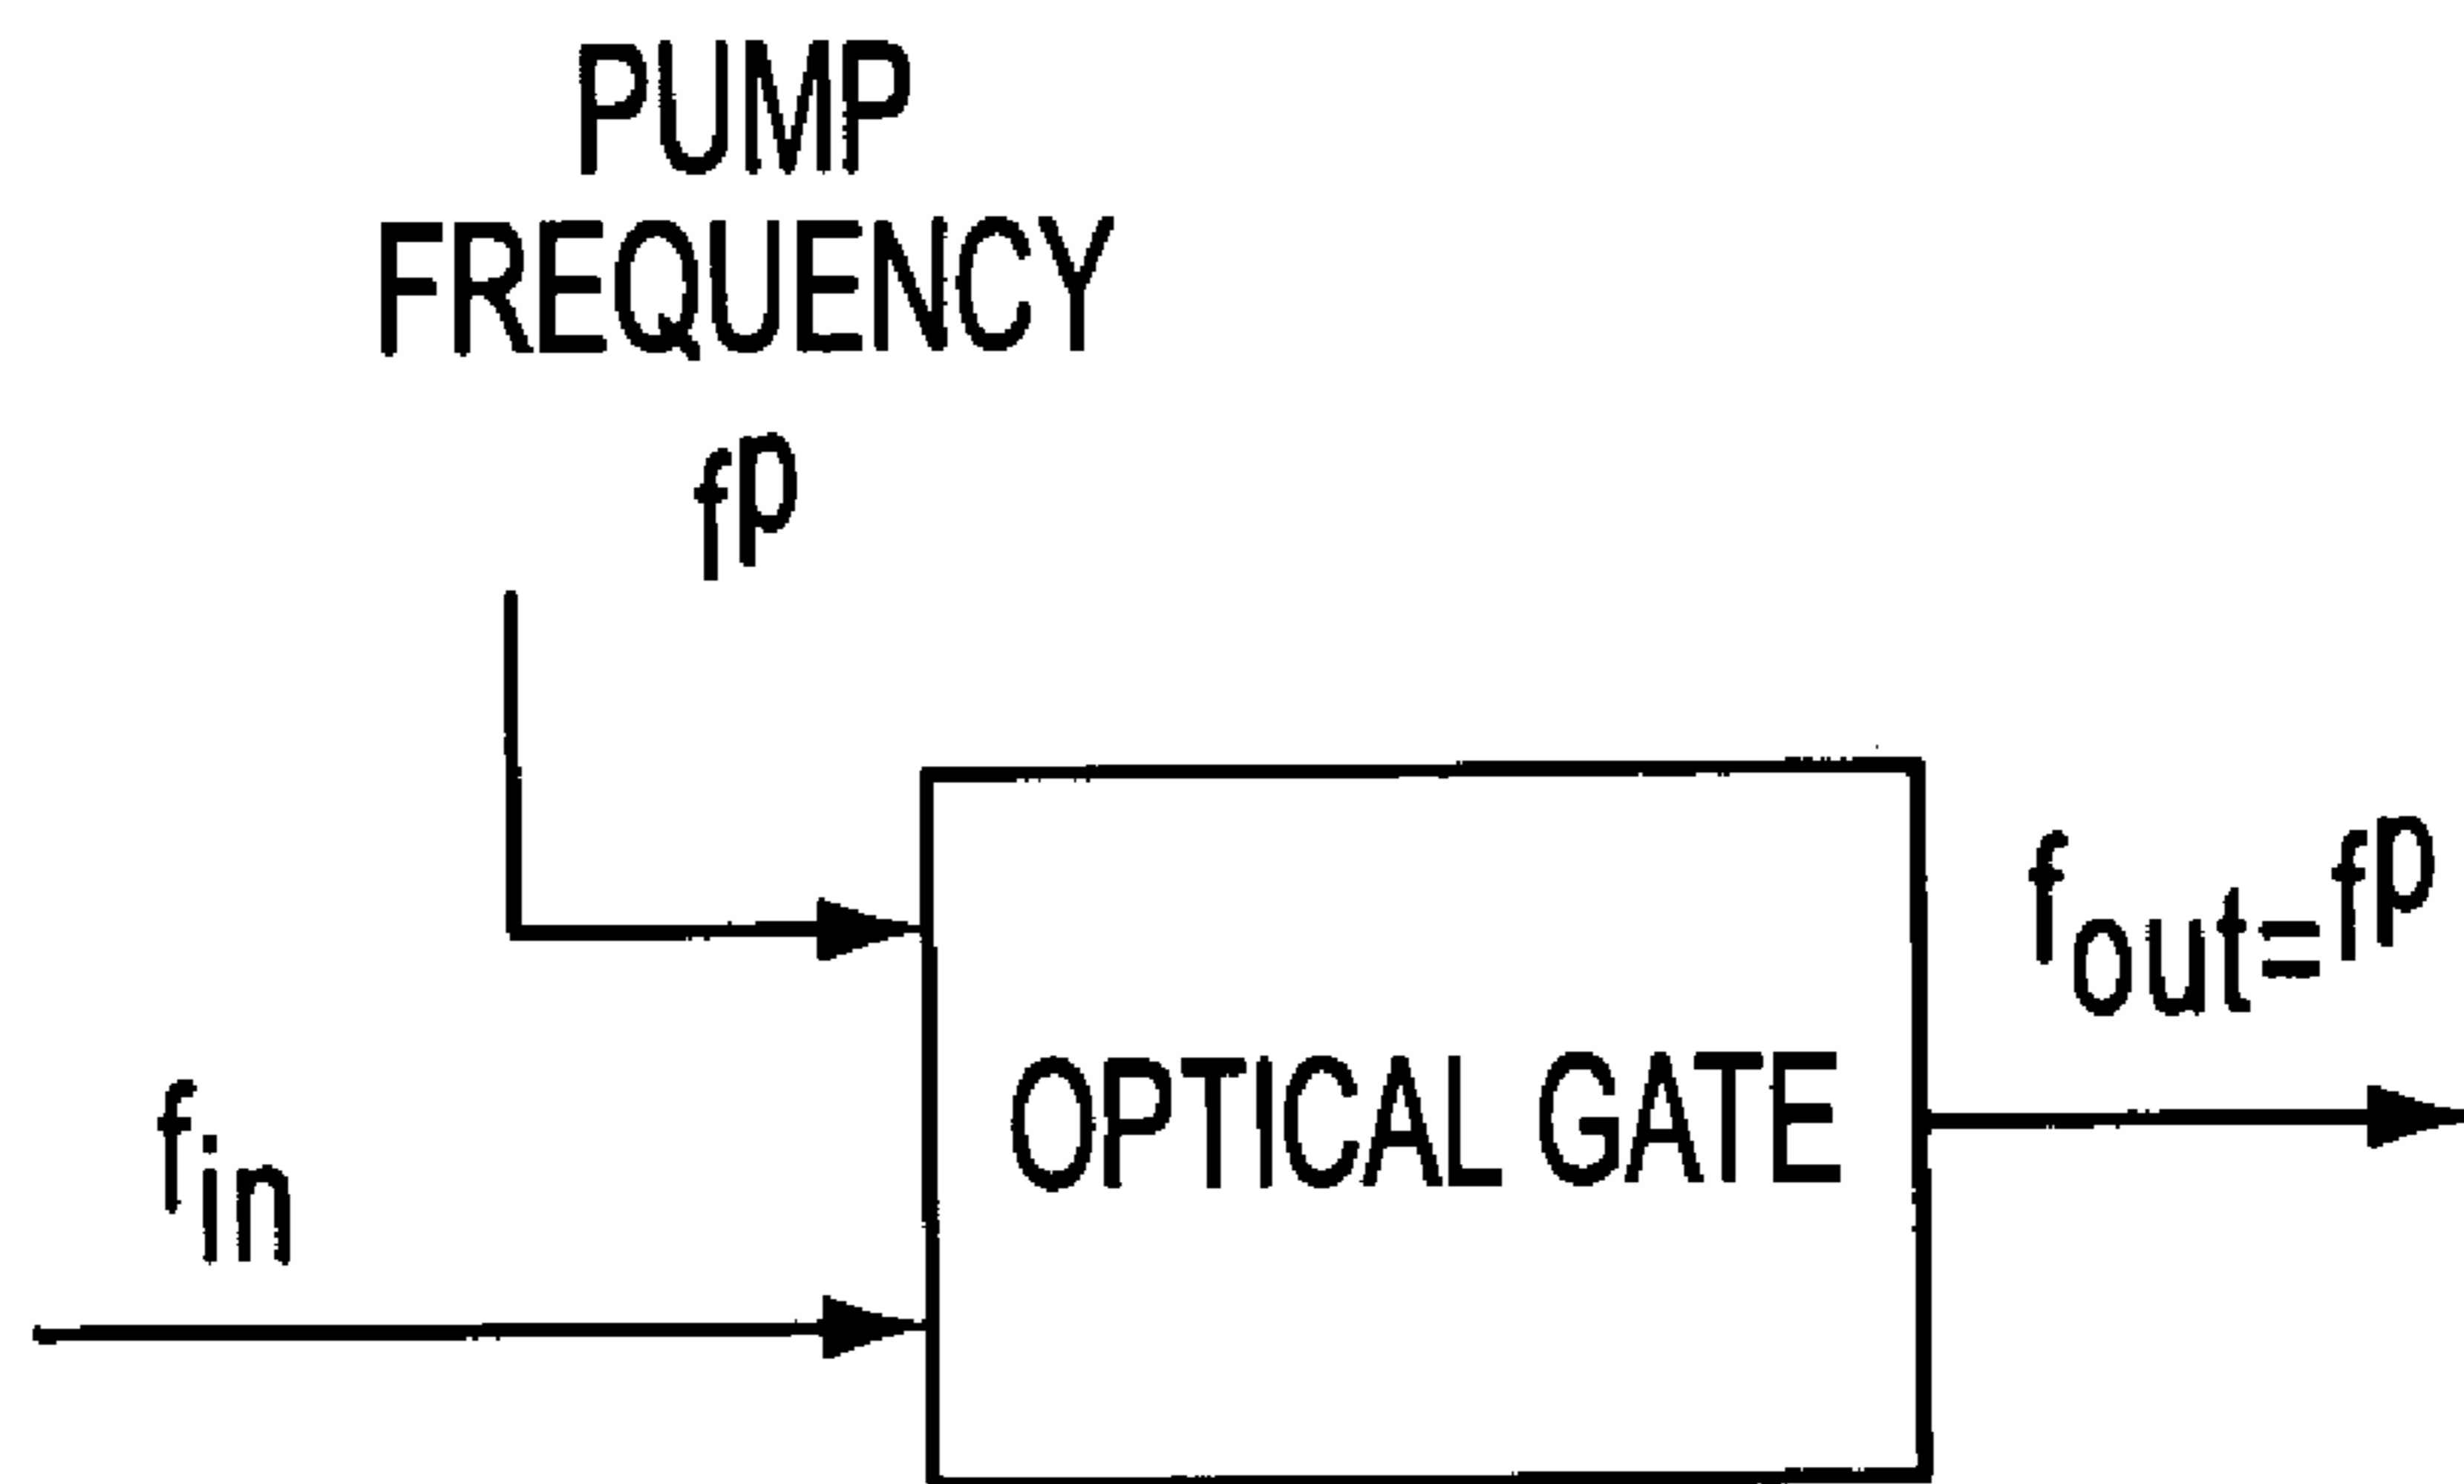 PUMP
FREQUENCY
fp
fin
OPTICAL GATE
fout=fp